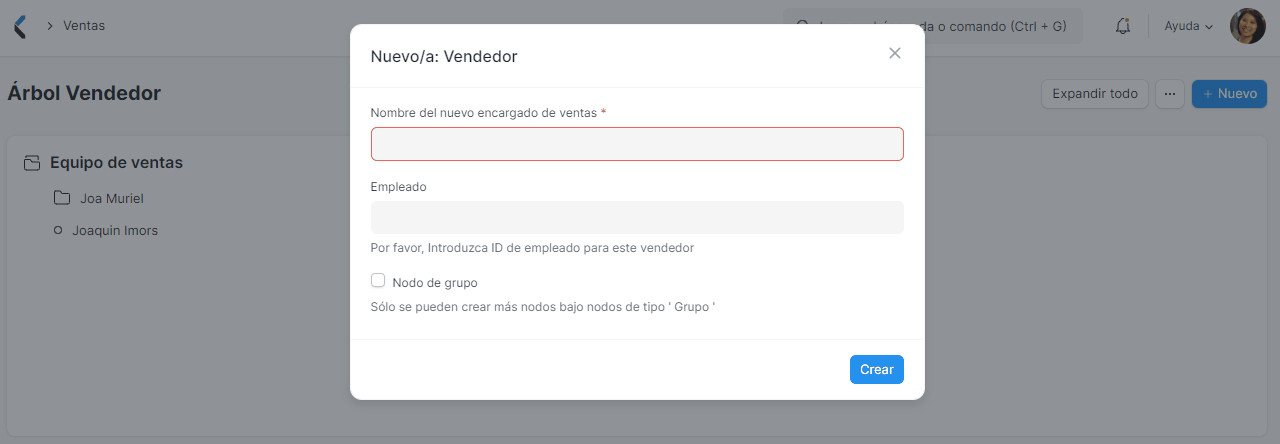 Ventas
da o comando (Ctrl + G)
Ayuda
Árbol Vendedor
Expandir todo
···
+ Nuevo
Equipo de ventas
Joa Muriel
Joaquin Imors
Nuevo/a: Vendedor
Nombre del nuevo encargado de ventas *
Empleado
Por favor, Introduzca ID de empleado para este vendedor
Nodo de grupo
Sólo se pueden crear más nodos bajo nodos de tipo ' Grupo '
Crear